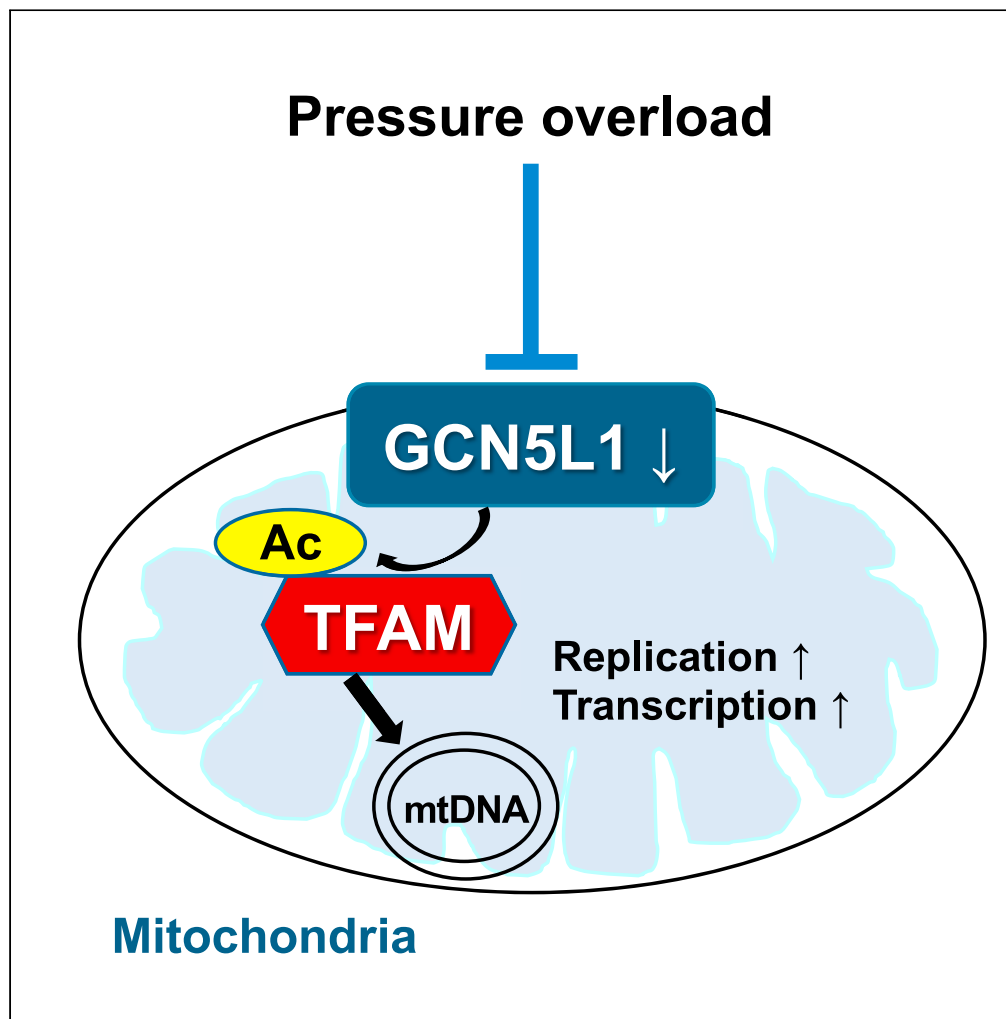 Pressure overload
GCN5L1 ↓
Ac
TFAM
Replication ↑
Transcription ↑
mtDNA
Mitochondria